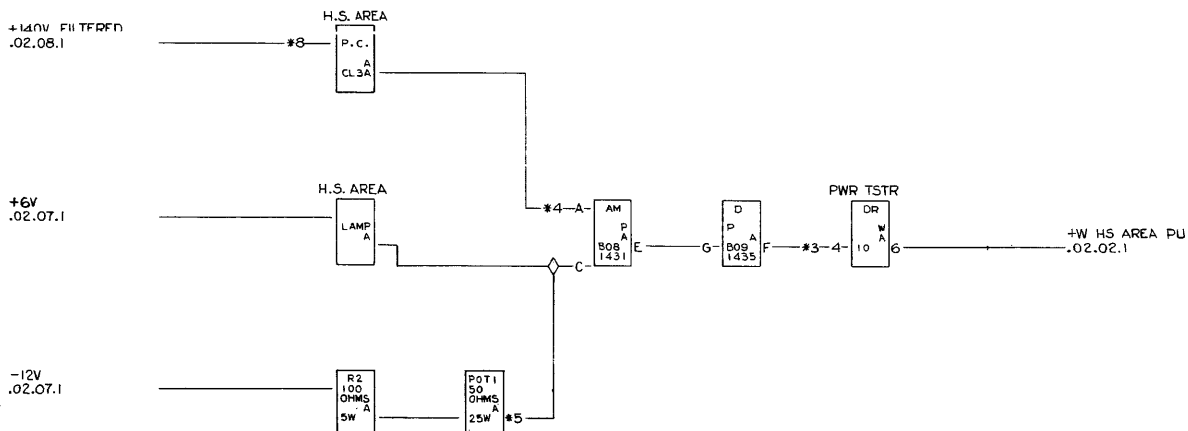 H.S. AREA
+140V FILTERED
.02.08.1
*8
P.C.
A
CL3A
H.S. AREA
+6V
.02.07.1
LAMP
A
*4 A
AM
P
A
B08
1431
E
C
G
D
P
A
B09
1435
F
*3 4
PWR TSTR
DR
W
A
10
6
+W HS AREA PU
.02.02.1
-12V
.02.07.1
R2
100
OHMS
A
5W
POT1
50
OHMS
A
25W
*5